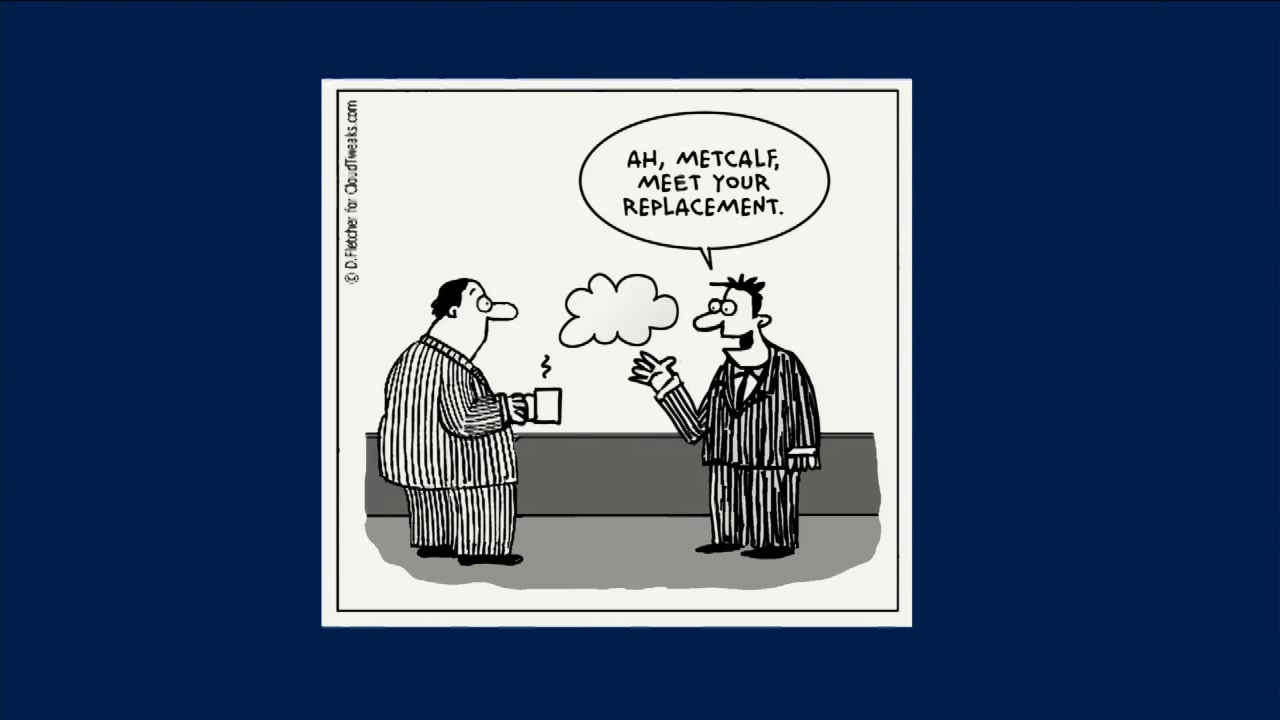 © D.Fletcher for CloudTweaks.com
AH, METCALF,
MEET YOUR
REPLACEMENT.